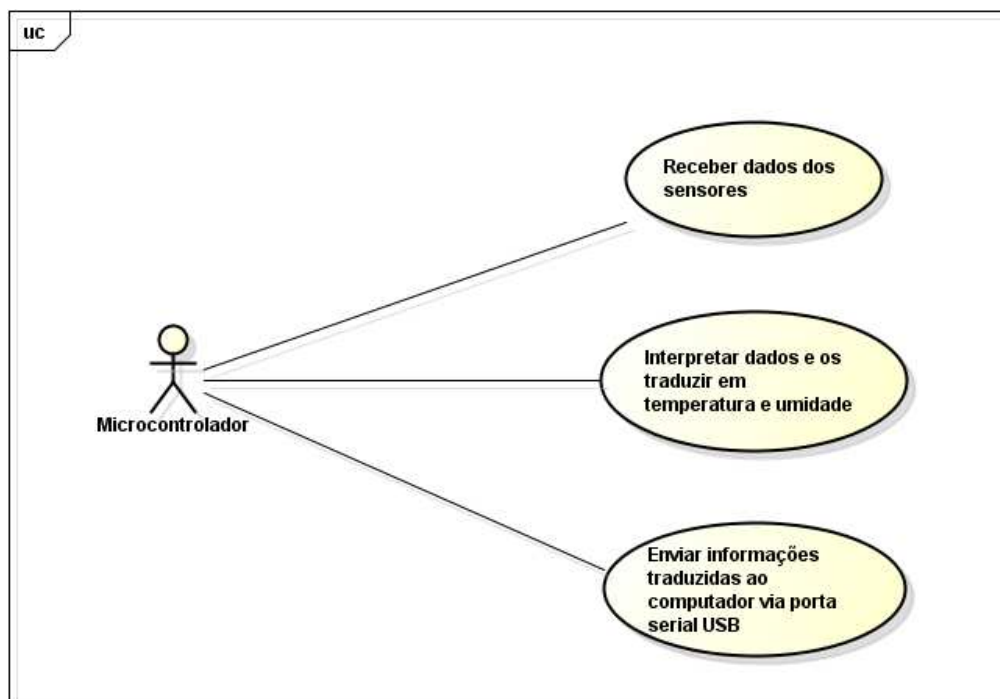 uc
Receber dados dos
sensores
Interpretar dados e os
traduzir em
temperatura e umidade
Microcontrolador
Enviar informações
traduzidas ao
computador via porta
serial USB